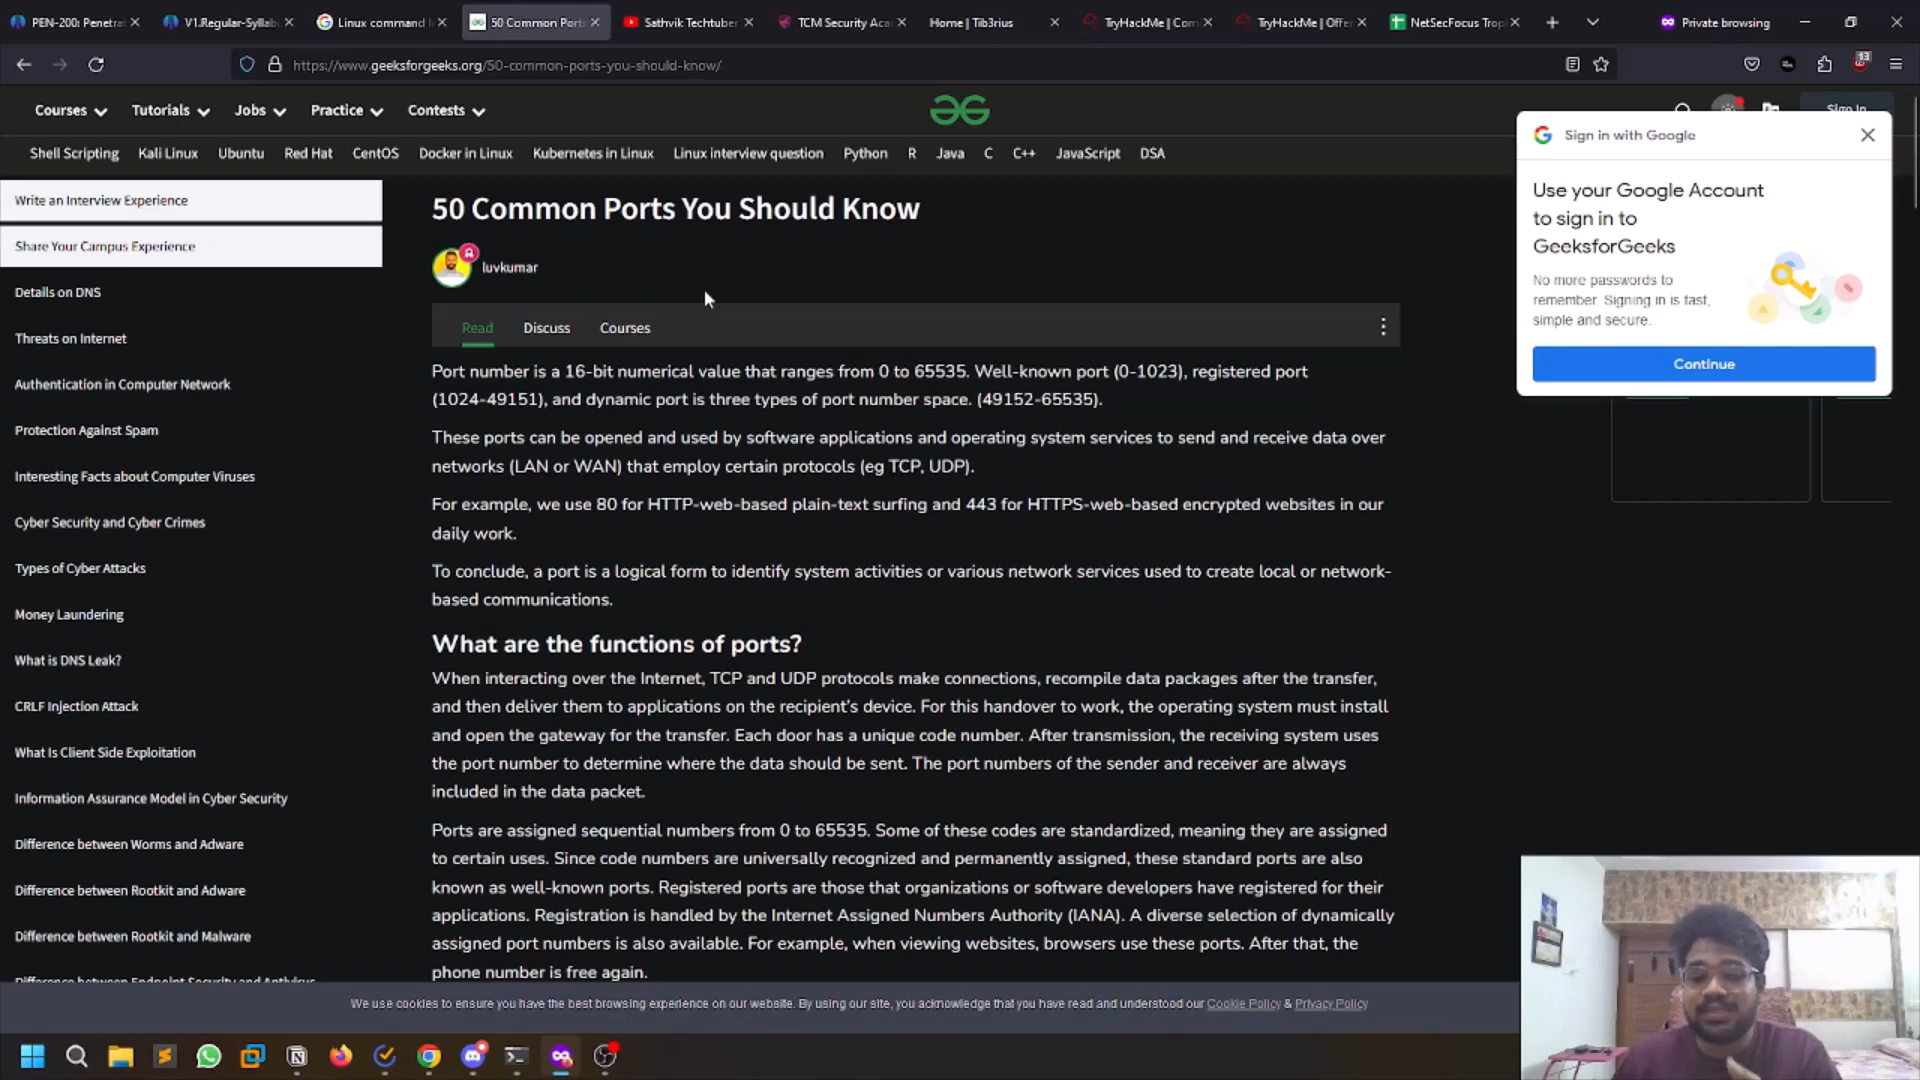 PEN-200: Penetrat
V1.Regular-Syllab
Linux command l
50 Common Ports
Sathvik Techtuber
TCM Security Aca
Home | Tib3rius
TryHackMe | Com
TryHackMe | Offe
NetSecFocus Trop
Private browsing
https://www.geeksforgeeks.org/50-common-ports-you-should-know/
13
Courses
Tutorials
Jobs
Practice
Contests
Sign In
Shell Scripting
Kali Linux
Ubuntu
Red Hat
CentOS
Docker in Linux
Kubernetes in Linux
Linux interview question
Python
R
Java
C
C++
JavaScript
DSA
Write an Interview Experience
Share Your Campus Experience
Details on DNS
Threats on Internet
Authentication in Computer Network
Protection Against Spam
Interesting Facts about Computer Viruses
Cyber Security and Cyber Crimes
Types of Cyber Attacks
Money Laundering
What is DNS Leak?
CRLF Injection Attack
What Is Client Side Exploitation
Information Assurance Model in Cyber Security
Difference between Worms and Adware
Difference between Rootkit and Adware
Difference between Rootkit and Malware
Difference between Endpoint Security and Antivirus
50 Common Ports You Should Know
luvkumar
Read
Discuss
Courses
Port number is a 16-bit numerical value that ranges from 0 to 65535. Well-known port (0-1023), registered port
(1024-49151), and dynamic port is three types of port number space. (49152-65535).
These ports can be opened and used by software applications and operating system services to send and receive data over
networks (LAN or WAN) that employ certain protocols (eg TCP, UDP).
For example, we use 80 for HTTP-web-based plain-text surfing and 443 for HTTPS-web-based encrypted websites in our
daily work.
To conclude, a port is a logical form to identify system activities or various network services used to create local or network-
based communications.
What are the functions of ports?
When interacting over the Internet, TCP and UDP protocols make connections, recompile data packages after the transfer,
and then deliver them to applications on the recipient's device. For this handover to work, the operating system must install
and open the gateway for the transfer. Each door has a unique code number. After transmission, the receiving system uses
the port number to determine where the data should be sent. The port numbers of the sender and receiver are always
included in the data packet.
Ports are assigned sequential numbers from 0 to 65535. Some of these codes are standardized, meaning they are assigned
to certain uses. Since code numbers are universally recognized and permanently assigned, these standard ports are also
known as well-known ports. Registered ports are those that organizations or software developers have registered for their
applications. Registration is handled by the Internet Assigned Numbers Authority (IANA). A diverse selection of dynamically
assigned port numbers is also available. For example, when viewing websites, browsers use these ports. After that, the
phone number is free again.
Sign in with Google
Use your Google Account
to sign in to
GeeksforGeeks
No more passwords to
remember. Signing in is fast,
simple and secure.
Continue
We use cookies to ensure you have the best browsing experience on our website. By using our site, you acknowledge that you have read and understood our Cookie Policy & Privacy Policy